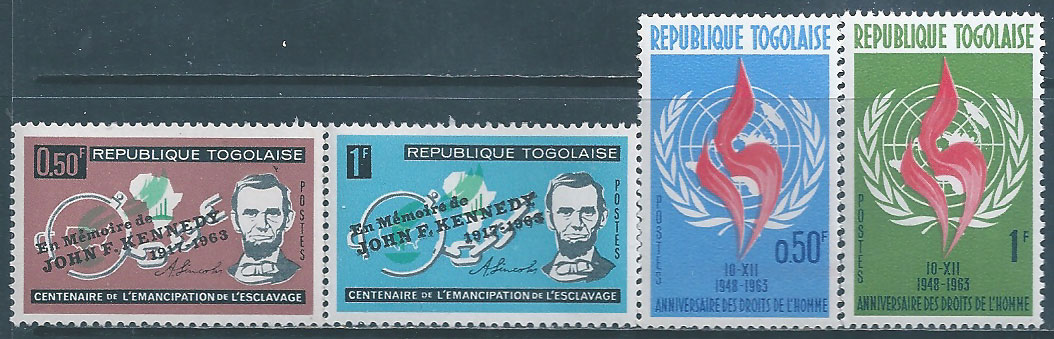 0.50F
REPUBLIQUE TOGOLAISE
POSTES
En Mémoire de
JOHN F. KENNEDY
1917-1963
A. Lincoln
CENTENAIRE DE L'EMANCIPATION DE L'ESCLAVAGE
1F
REPUBLIQUE TOGOLAISE
POSTES
En Mémoire de
JOHN F. KENNEDY
1917-1963
A. Lincoln
CENTENAIRE DE L'EMANCIPATION DE L'ESCLAVAGE
REPUBLIQUE TOGOLAISE
POSTES
0.50F
10-XII
1948-1963
ANNIVERSAIRE DES DROITS DE L'HOMME
REPUBLIQUE TOGOLAISE
POSTES
1F
10-XII
1948-1963
ANNIVERSAIRE DES DROITS DE L'HOMME